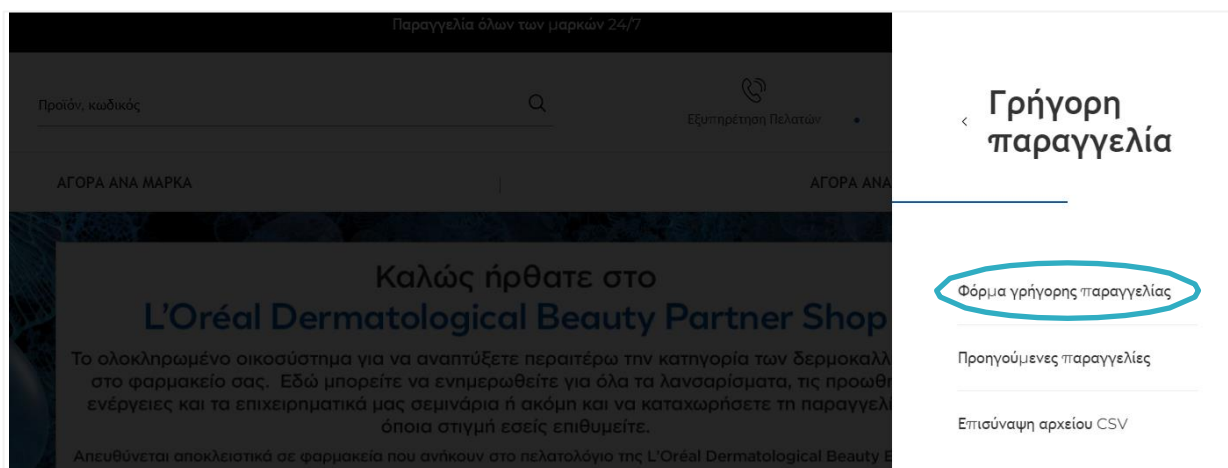 Παραγγελία όλων των μαρκών 24/7
Προϊόν, κωδικός
Εξυπηρέτηση Πελατών
ΑΓΟΡΑ ΑΝΑ ΜΑΡΚΑ
ΑΓΟΡΑ ΑΝΑ
Καλώς ήρθατε στο
L'Oréal Dermatological Beauty Partner Shop
Το ολοκληρωμένο οικοσύστημα για να αναπτύξετε περαιτέρω την κατηγορία των δερμοκαλλ
στο φαρμακείο σας. Εδώ μπορείτε να ενημερωθείτε για όλα τα λανσαρίσματα, τις προωθη
ενέργειες και τα επιχειρηματικά μας σεμινάρια ή ακόμη και να καταχωρήσετε τη παραγγελί
όποια στιγμή εσείς επιθυμείτε.
Απευθύνεται αποκλειστικά σε φαρμακεία που ανήκουν στο πελατολόγιο της L'Oréal Dermatological Beauty
Γρήγορη
παραγγελία
Φόρμα γρήγορης παραγγελίας
Προηγούμενες παραγγελίες
Επισύναψη αρχείου CSV